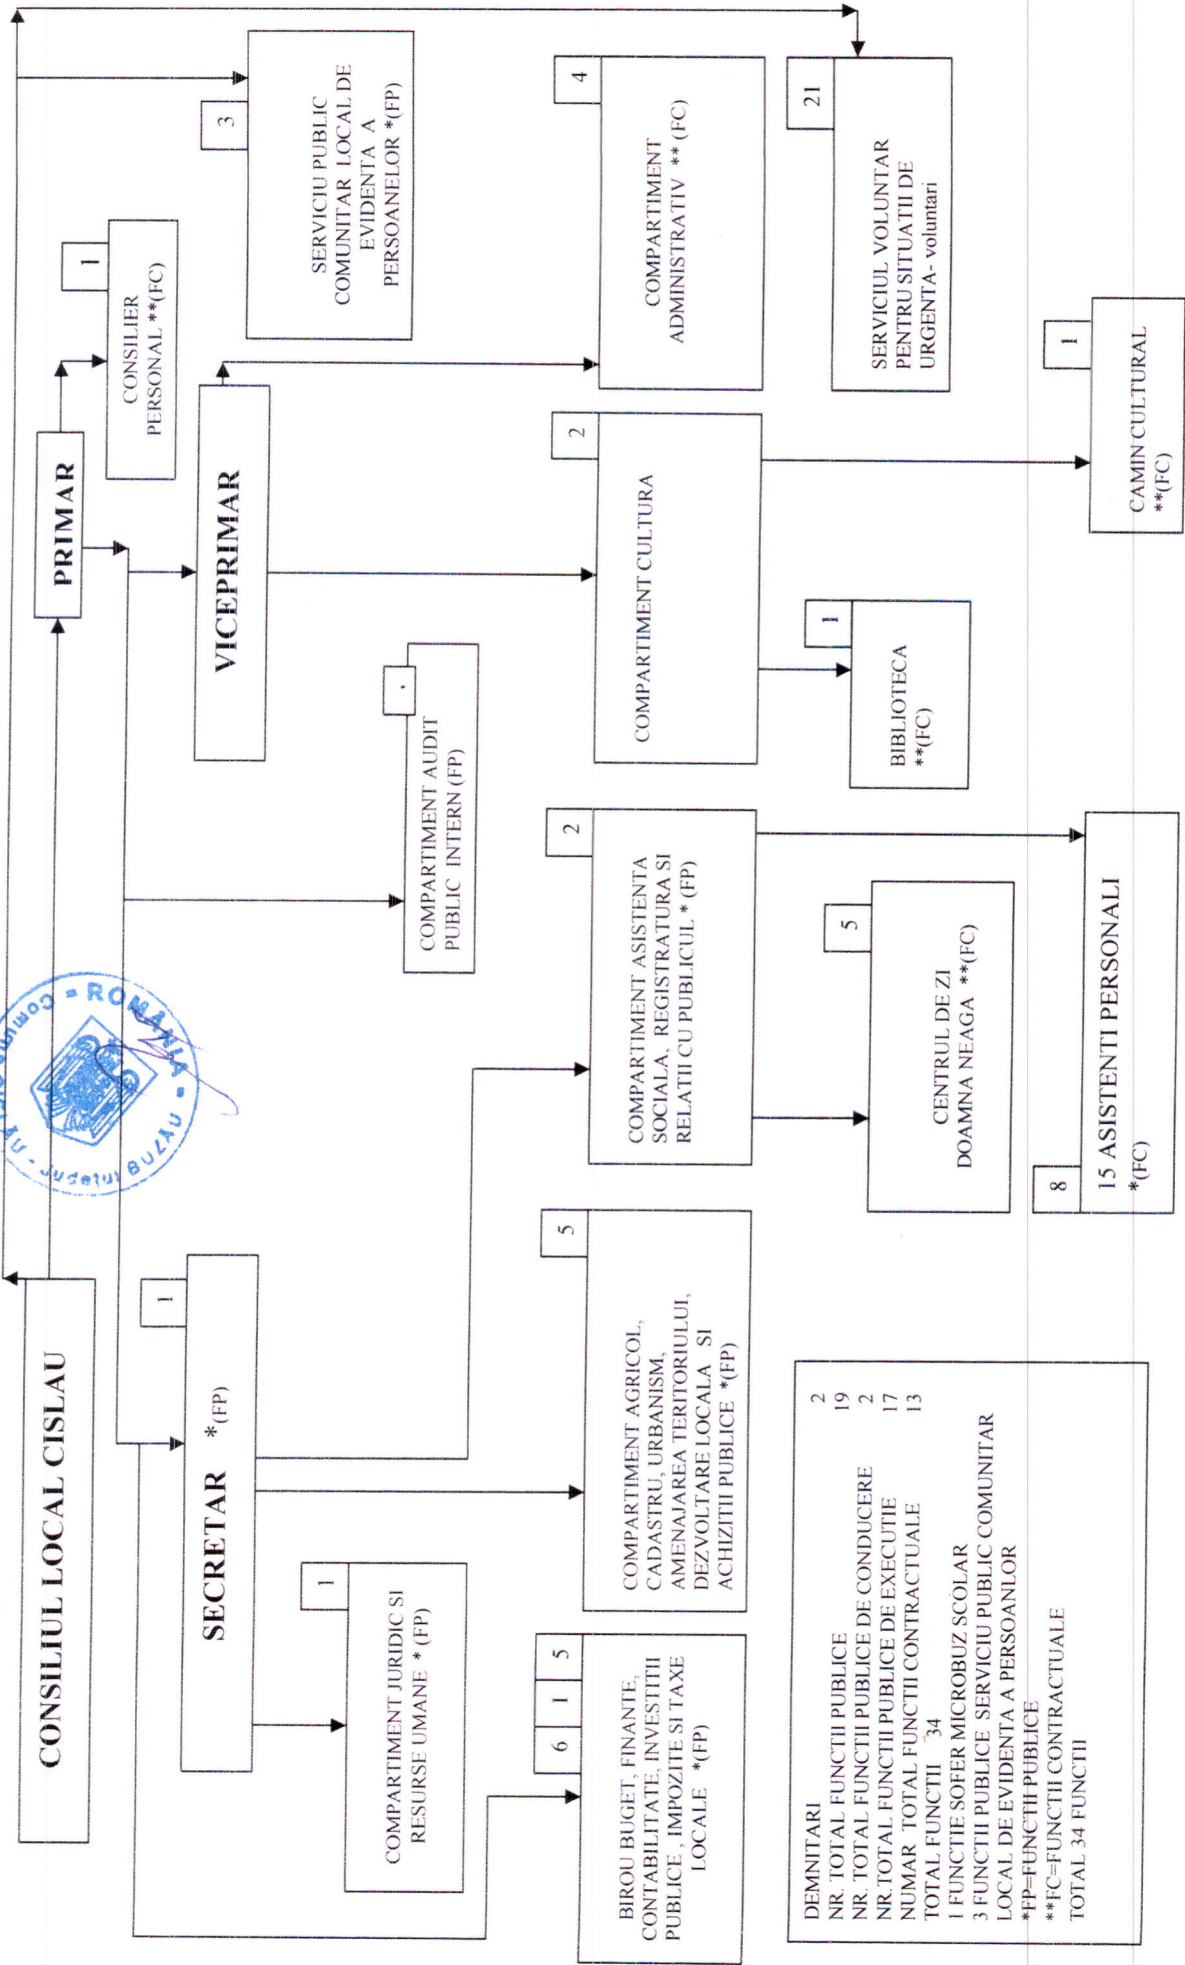 CONSILIUL LOCAL CISLAU
PRIMAR
1
CONSILIER
PERSONAL **(FC)
3
SERVICIU PUBLIC
COMUNITAR LOCAL DE
EVIDENTA A
PERSOANELOR *(FP)
1
SECRETAR *(FP)
VICEPRIMAR
ROMÂNIA
Judeţul BUZĂU
1
COMPARTIMENT JURIDIC SI
RESURSE UMANE * (FP)
COMPARTIMENT AUDIT
PUBLIC INTERN (FP)
6 1 5
BIROU BUGET, FINANTE,
CONTABILITATE, INVESTITII
PUBLICE , IMPOZITE SI TAXE
LOCALE *(FP)
5
COMPARTIMENT AGRICOL,
CADASTRU, URBANISM,
AMENAJAREA TERITORIULUI,
DEZVOLTARE LOCALA SI
ACHIZITII PUBLICE *(FP)
2
COMPARTIMENT ASISTENTA
SOCIALA, REGISTRATURA SI
RELATII CU PUBLICUL * (FP)
2
COMPARTIMENT CULTURA
4
COMPARTIMENT
ADMINISTRATIV ** (FC)
5
CENTRUL DE ZI
DOAMNA NEAGA **(FC)
1
BIBLIOTECA
**(FC)
21
SERVICIUL VOLUNTAR
PENTRU SITUATII DE
URGENTA- voluntari
8
15 ASISTENTI PERSONALI
*(FC)
1
CAMIN CULTURAL
**(FC)
DEMNITARI 2
NR. TOTAL FUNCTII PUBLICE 19
NR. TOTAL FUNCTII PUBLICE DE CONDUCERE 2
NR.TOTAL FUNCTII PUBLICE DE EXECUTIE 17
NUMAR TOTAL FUNCTII CONTRACTUALE 13
TOTAL FUNCTII 34
1 FUNCTIE SOFER MICROBUZ SCOLAR
3 FUNCTII PUBLICE SERVICIU PUBLIC COMUNITAR
LOCAL DE EVIDENTA A PERSOANLOR
*FP=FUNCTII PUBLICE
**FC=FUNCTII CONTRACTUALE
TOTAL 34 FUNCTII